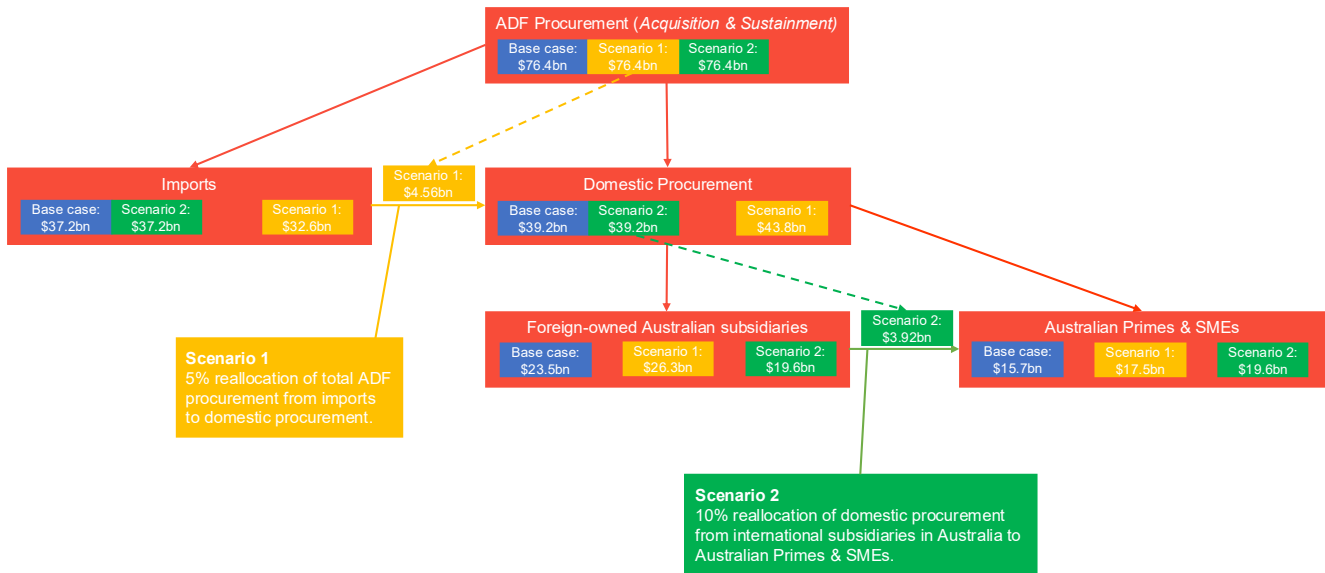 ADF Procurement (Acquisition & Sustainment)
Base case:
$76.4bn
Scenario 1:
$76.4bn
Scenario 2:
$76.4bn
Imports
Base case:
$37.2bn
Scenario 2:
$37.2bn
Scenario 1:
$32.6bn
Scenario 1:
$4.56bn
Domestic Procurement
Base case:
$39.2bn
Scenario 2:
$39.2bn
Scenario 1:
$43.8bn
Foreign-owned Australian subsidiaries
Base case:
$23.5bn
Scenario 1:
$26.3bn
Scenario 2:
$19.6bn
Scenario 2:
$3.92bn
Australian Primes & SMEs
Base case:
$15.7bn
Scenario 1:
$17.5bn
Scenario 2:
$19.6bn
Scenario 1
5% reallocation of total ADF
procurement from imports
to domestic procurement.
Scenario 2
10% reallocation of domestic procurement
from international subsidiaries in Australia to
Australian Primes & SMEs.